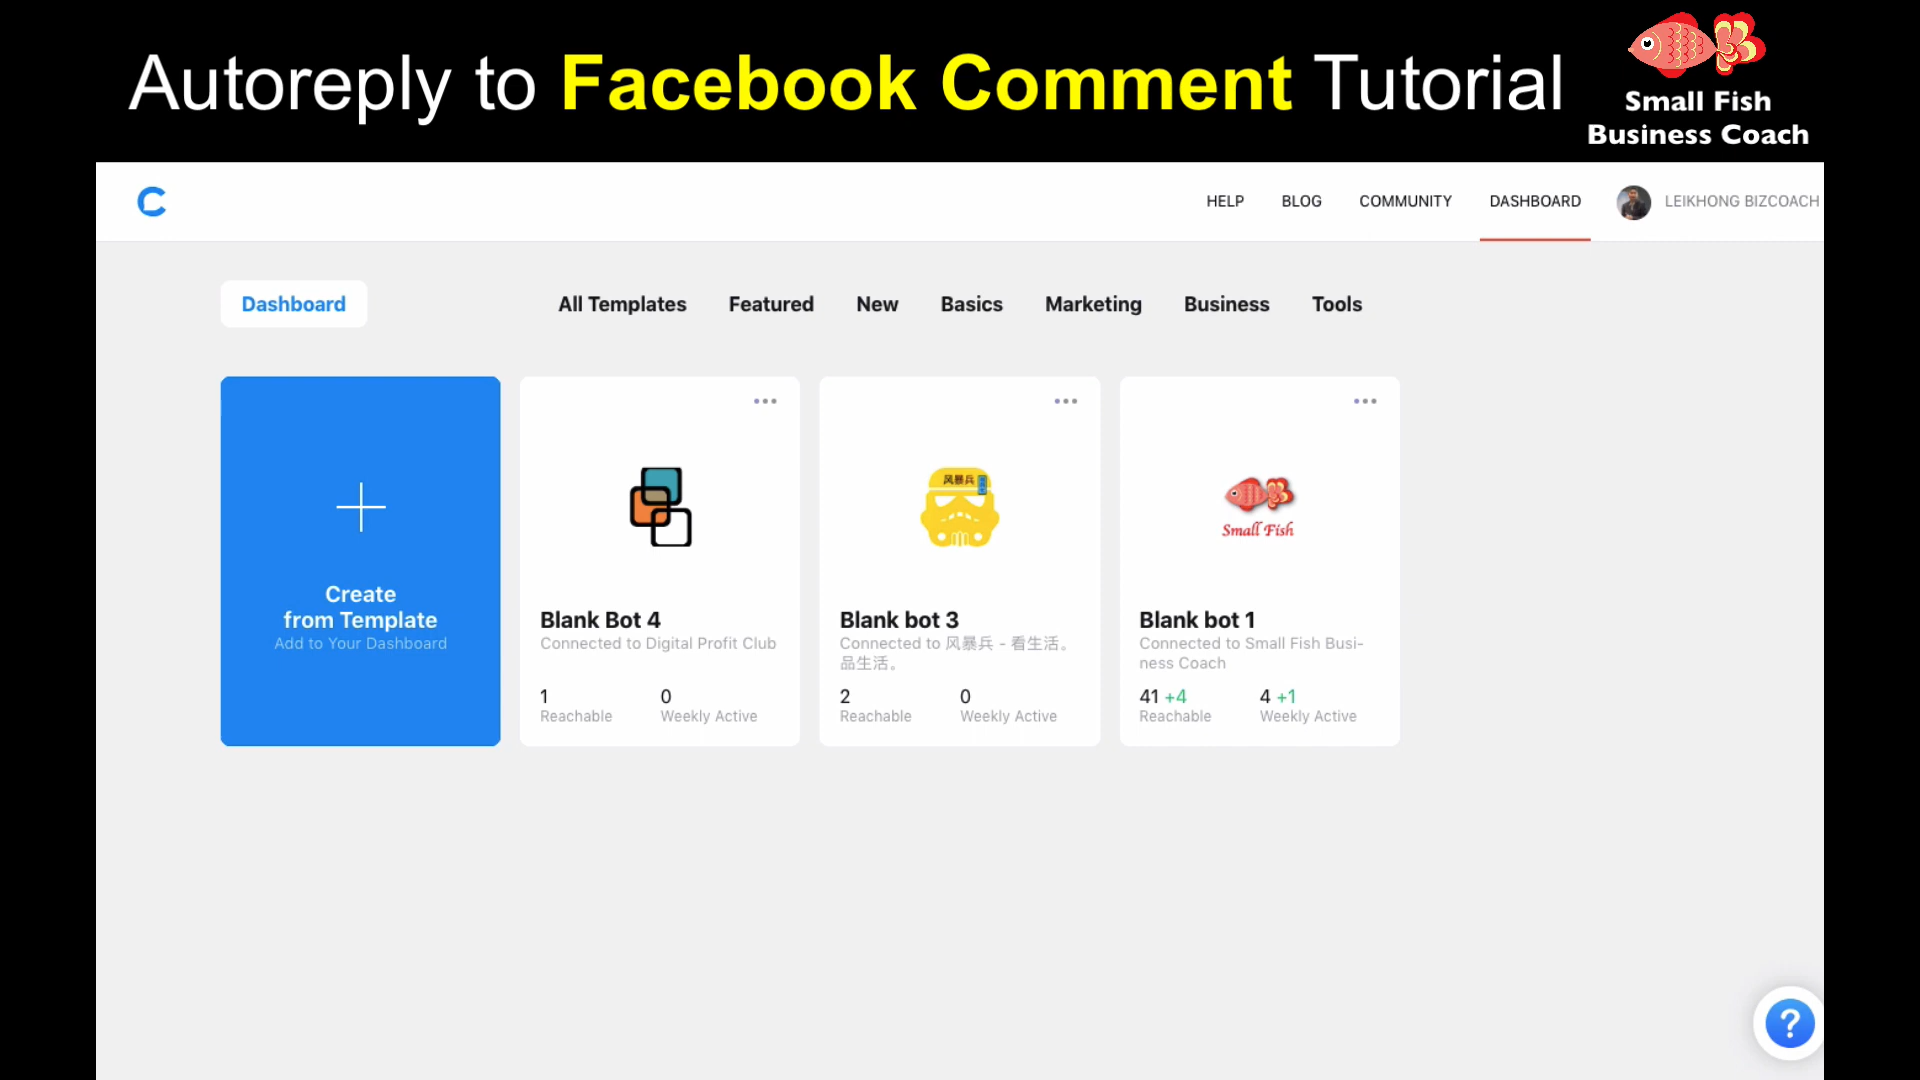 Autoreply to Facebook Comment Tutorial
Small Fish
Business Coach
HELP BLOG COMMUNITY DASHBOARD LEIKHONG BIZCOACH
Dashboard All Templates Featured New Basics Marketing Business Tools
Create
from Template
Add to Your Dashboard
Blank Bot 4
Connected to Digital Profit Club
1 0
Reachable Weekly Active
风暴兵
Blank bot 3
Connected to 风暴兵 - 看生活。
品生活。
2 0
Reachable Weekly Active
Small Fish
Blank bot 1
Connected to Small Fish Busi-
ness Coach
41 +4 4 +1
Reachable Weekly Active
?